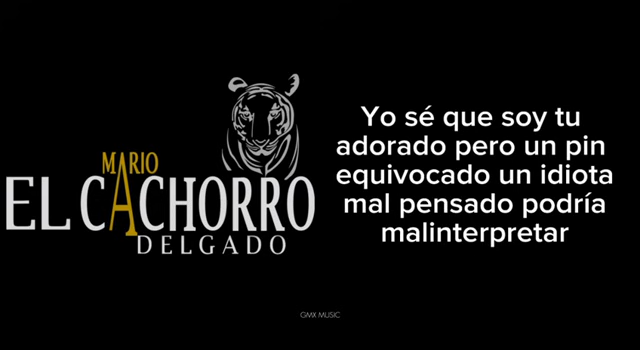 MARIO
EL CACHORRO
DELGADO
Yo sé que soy tu
adorado pero un pin
equivocado un idiota
mal pensado podría
malinterpretar
GMX MUSIC